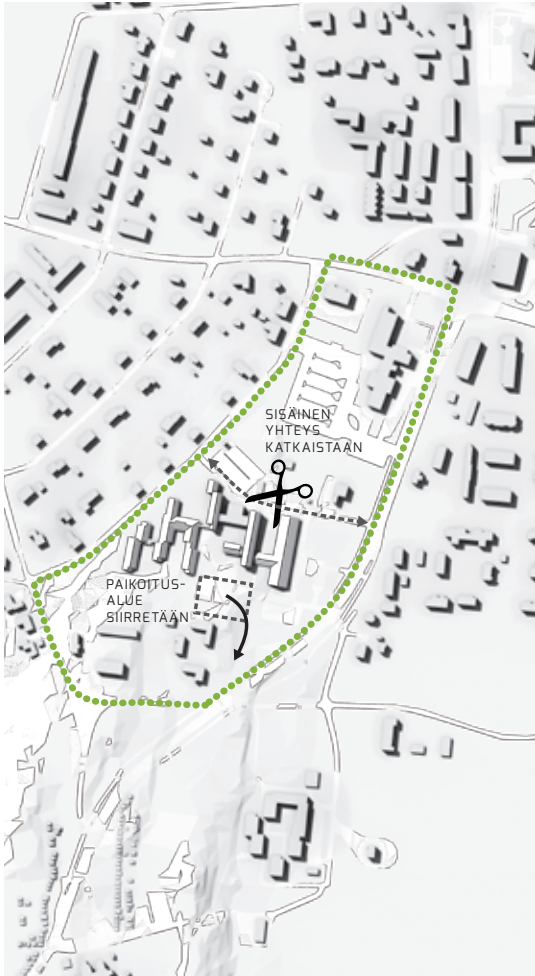 SISÄINEN
YHTEYS
KATKAISTAAN
PAIKOITUS-
ALUE
SIIRRETÄÄN